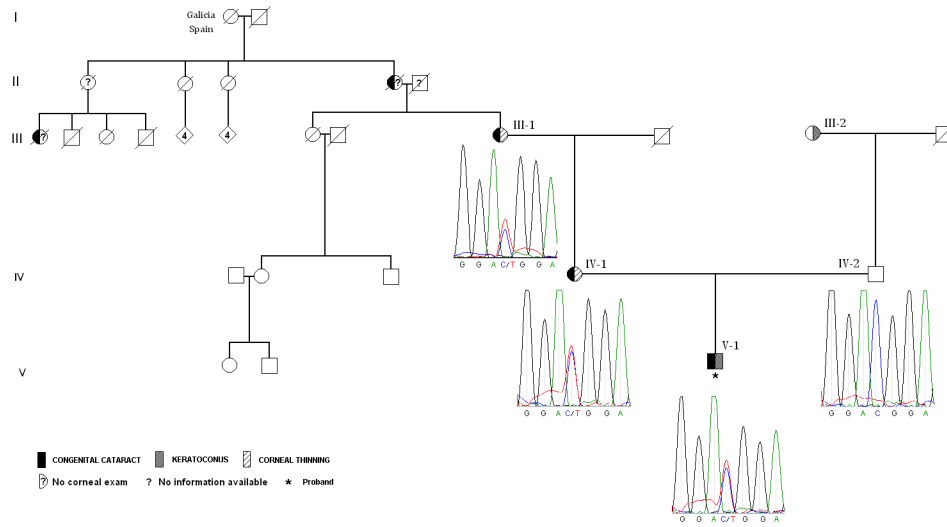 I
Galicia
Spain
II
?
?
?
III
?
4
4
III-1
III-2
G G A C/T G G A
IV
IV-1
IV-2
G G A C/T G G A
G G A C G G A
V
V-1
*
G G A C/T G G A
CONGENITAL CATARACT KERATOCONUS CORNEAL THINNING
? No corneal exam ? No information available * Proband